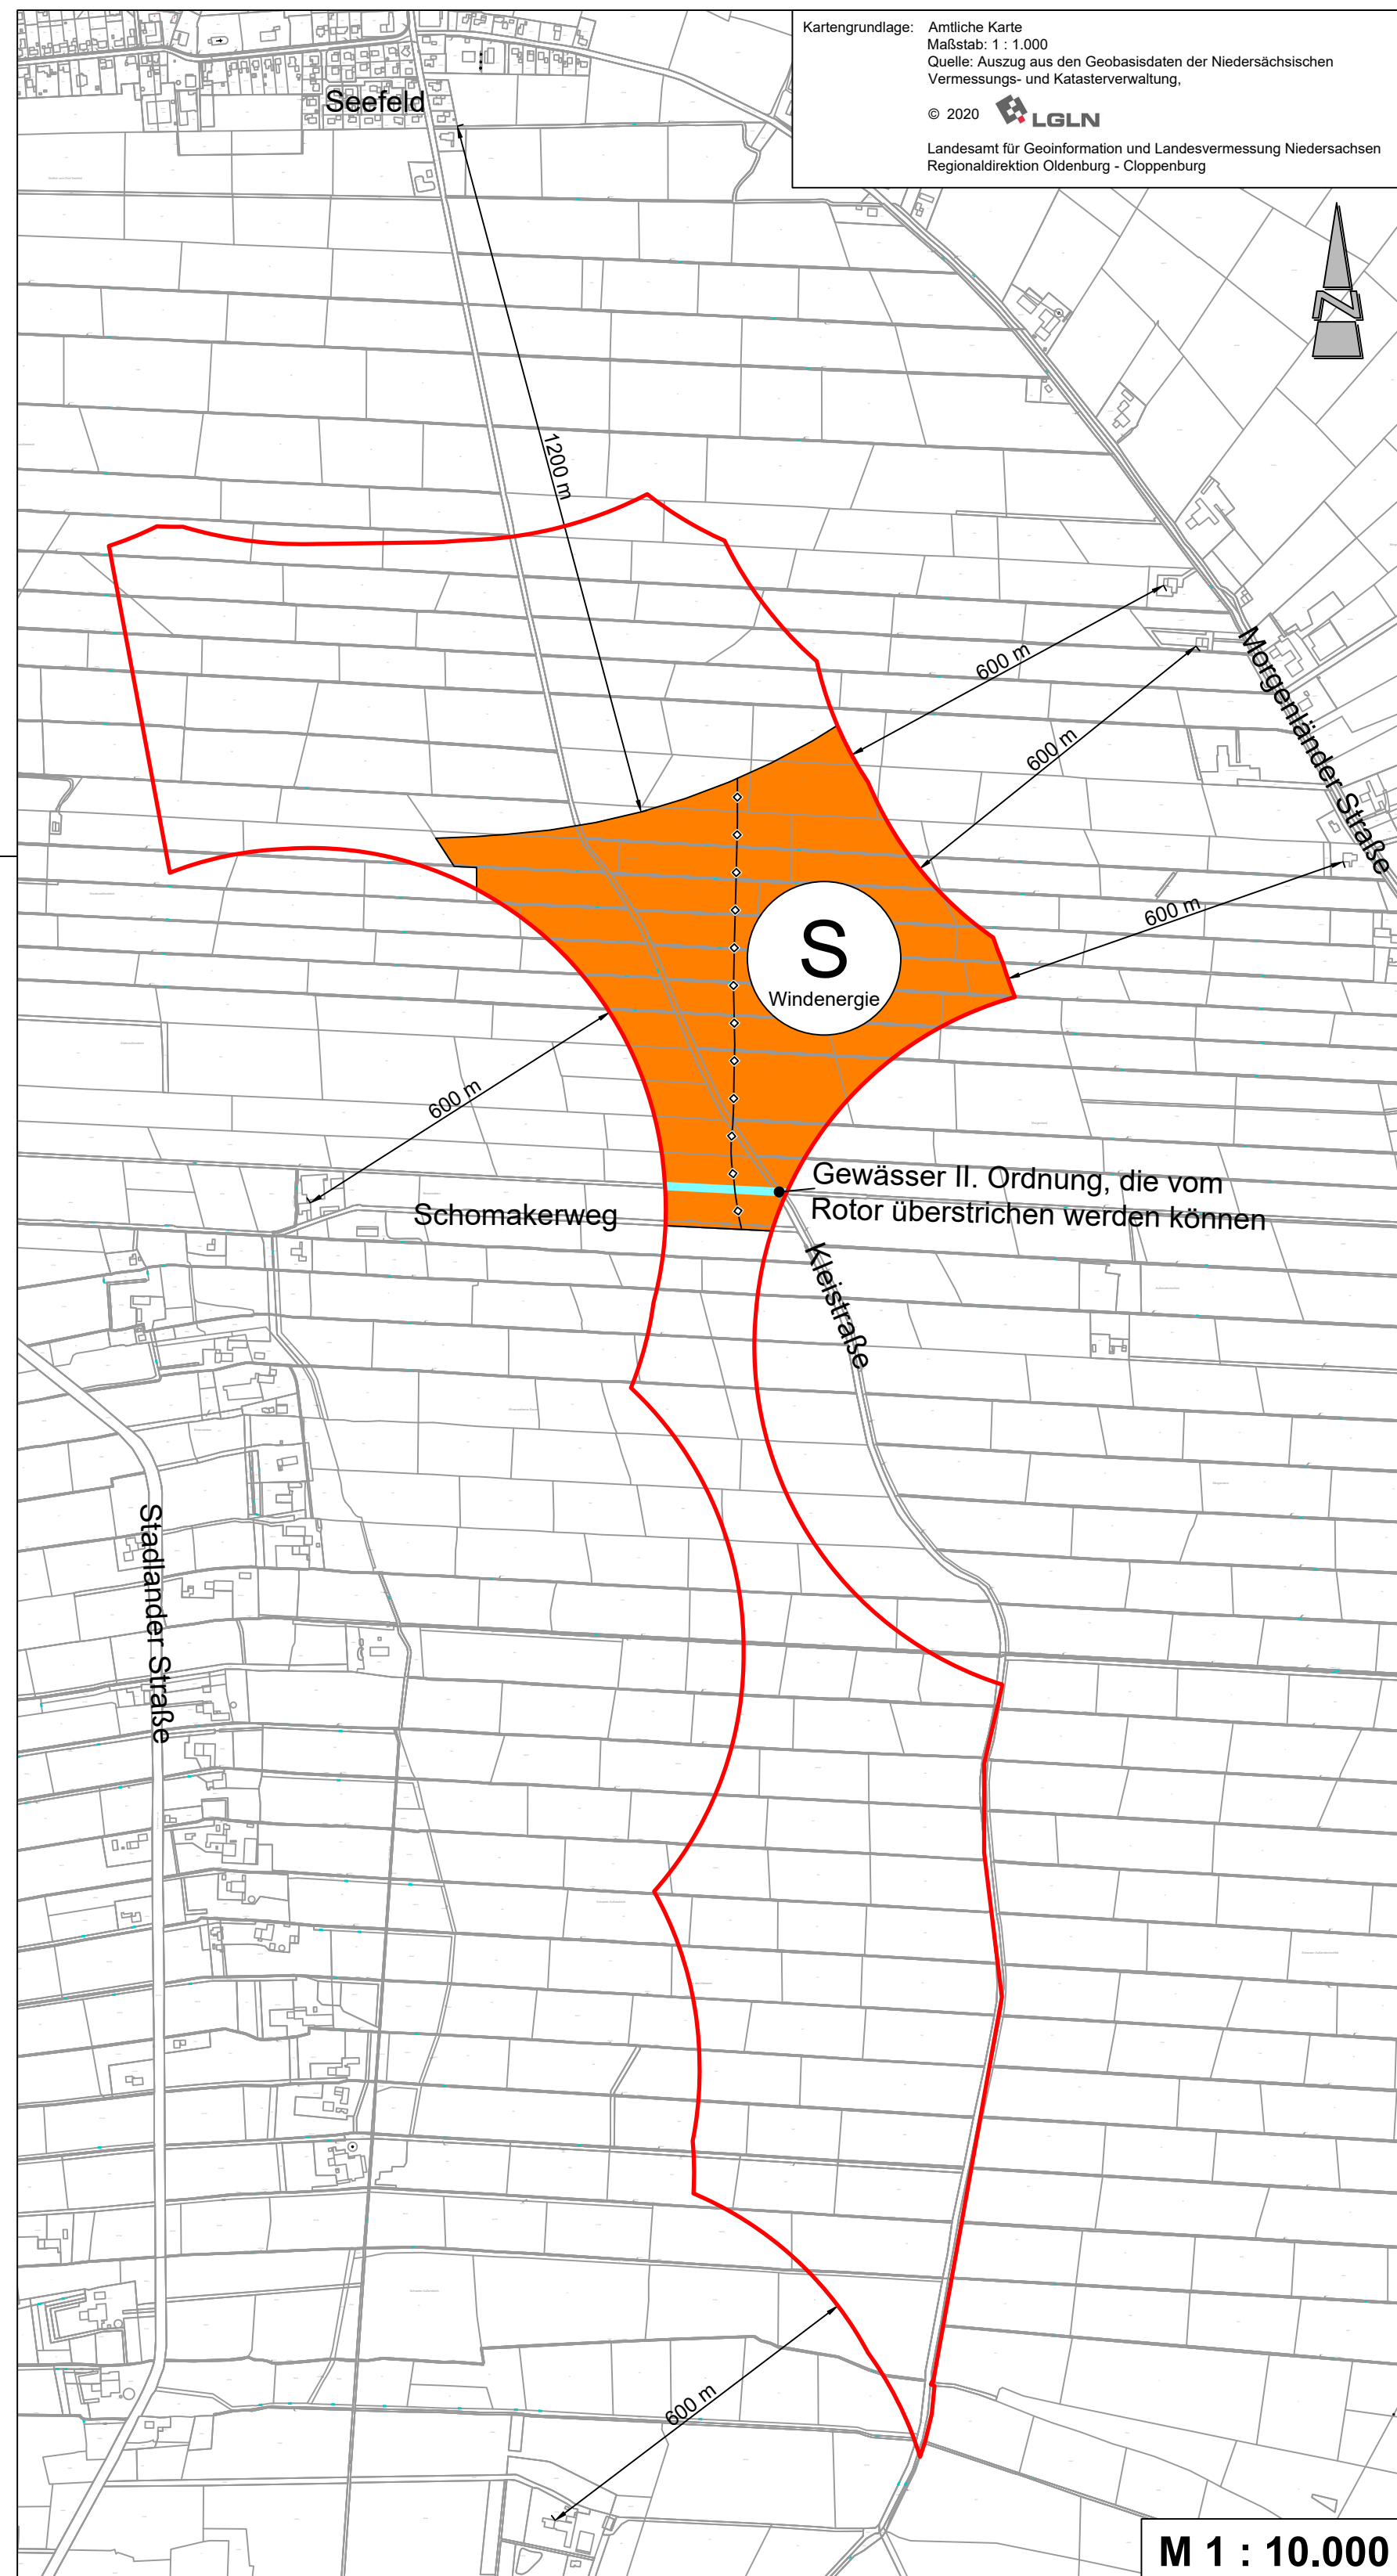 Kartengrundlage: Amtliche Karte
Maßstab: 1 : 1.000
Quelle: Auszug aus den Geobasisdaten der Niedersächsischen
Vermessungs- und Katasterverwaltung,
© 2020 LGLN
Landesamt für Geoinformation und Landesvermessung Niedersachsen
Regionaldirektion Oldenburg - Cloppenburg
Seefeld
N
1200 m
600 m
Morgenländer Straße
600 m
600 m
S
Windenergie
600 m
Gewässer II. Ordnung, die vom
Rotor überstrichen werden können
Schomakerweg
Kleistraße
Stadlander Straße
600 m
M 1 : 10.000